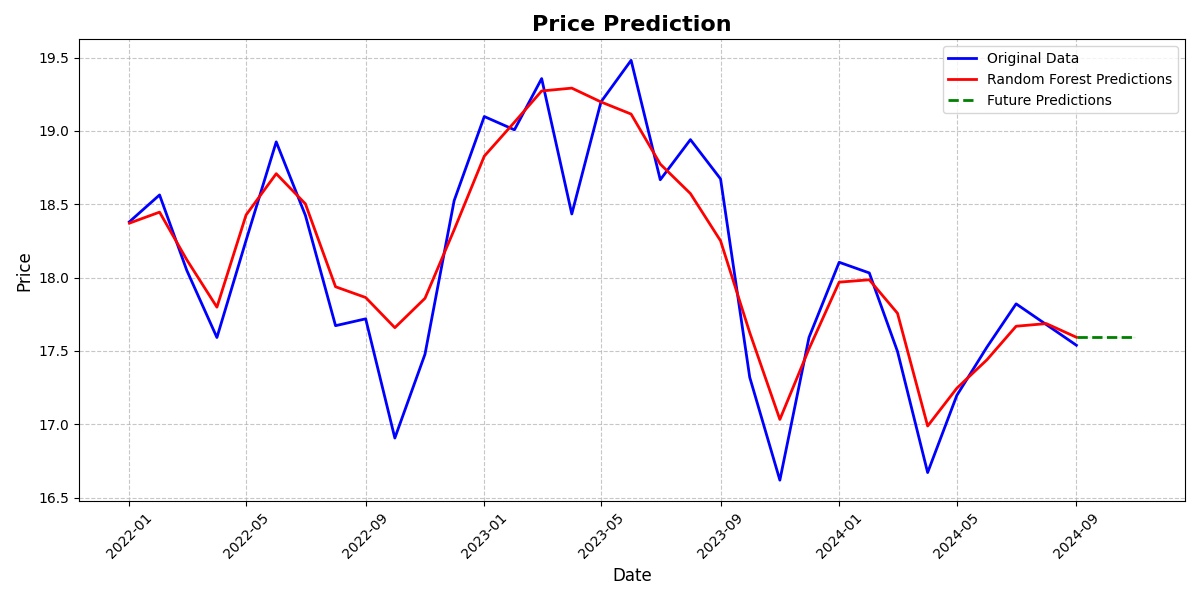 Price Prediction
Original Data
Random Forest Predictions
Future Predictions
Price
19.5
19.0
18.5
18.0
17.5
17.0
16.5
2022-01
2022-05
2022-09
2023-01
2023-05
2023-09
2024-01
2024-05
2024-09
Date